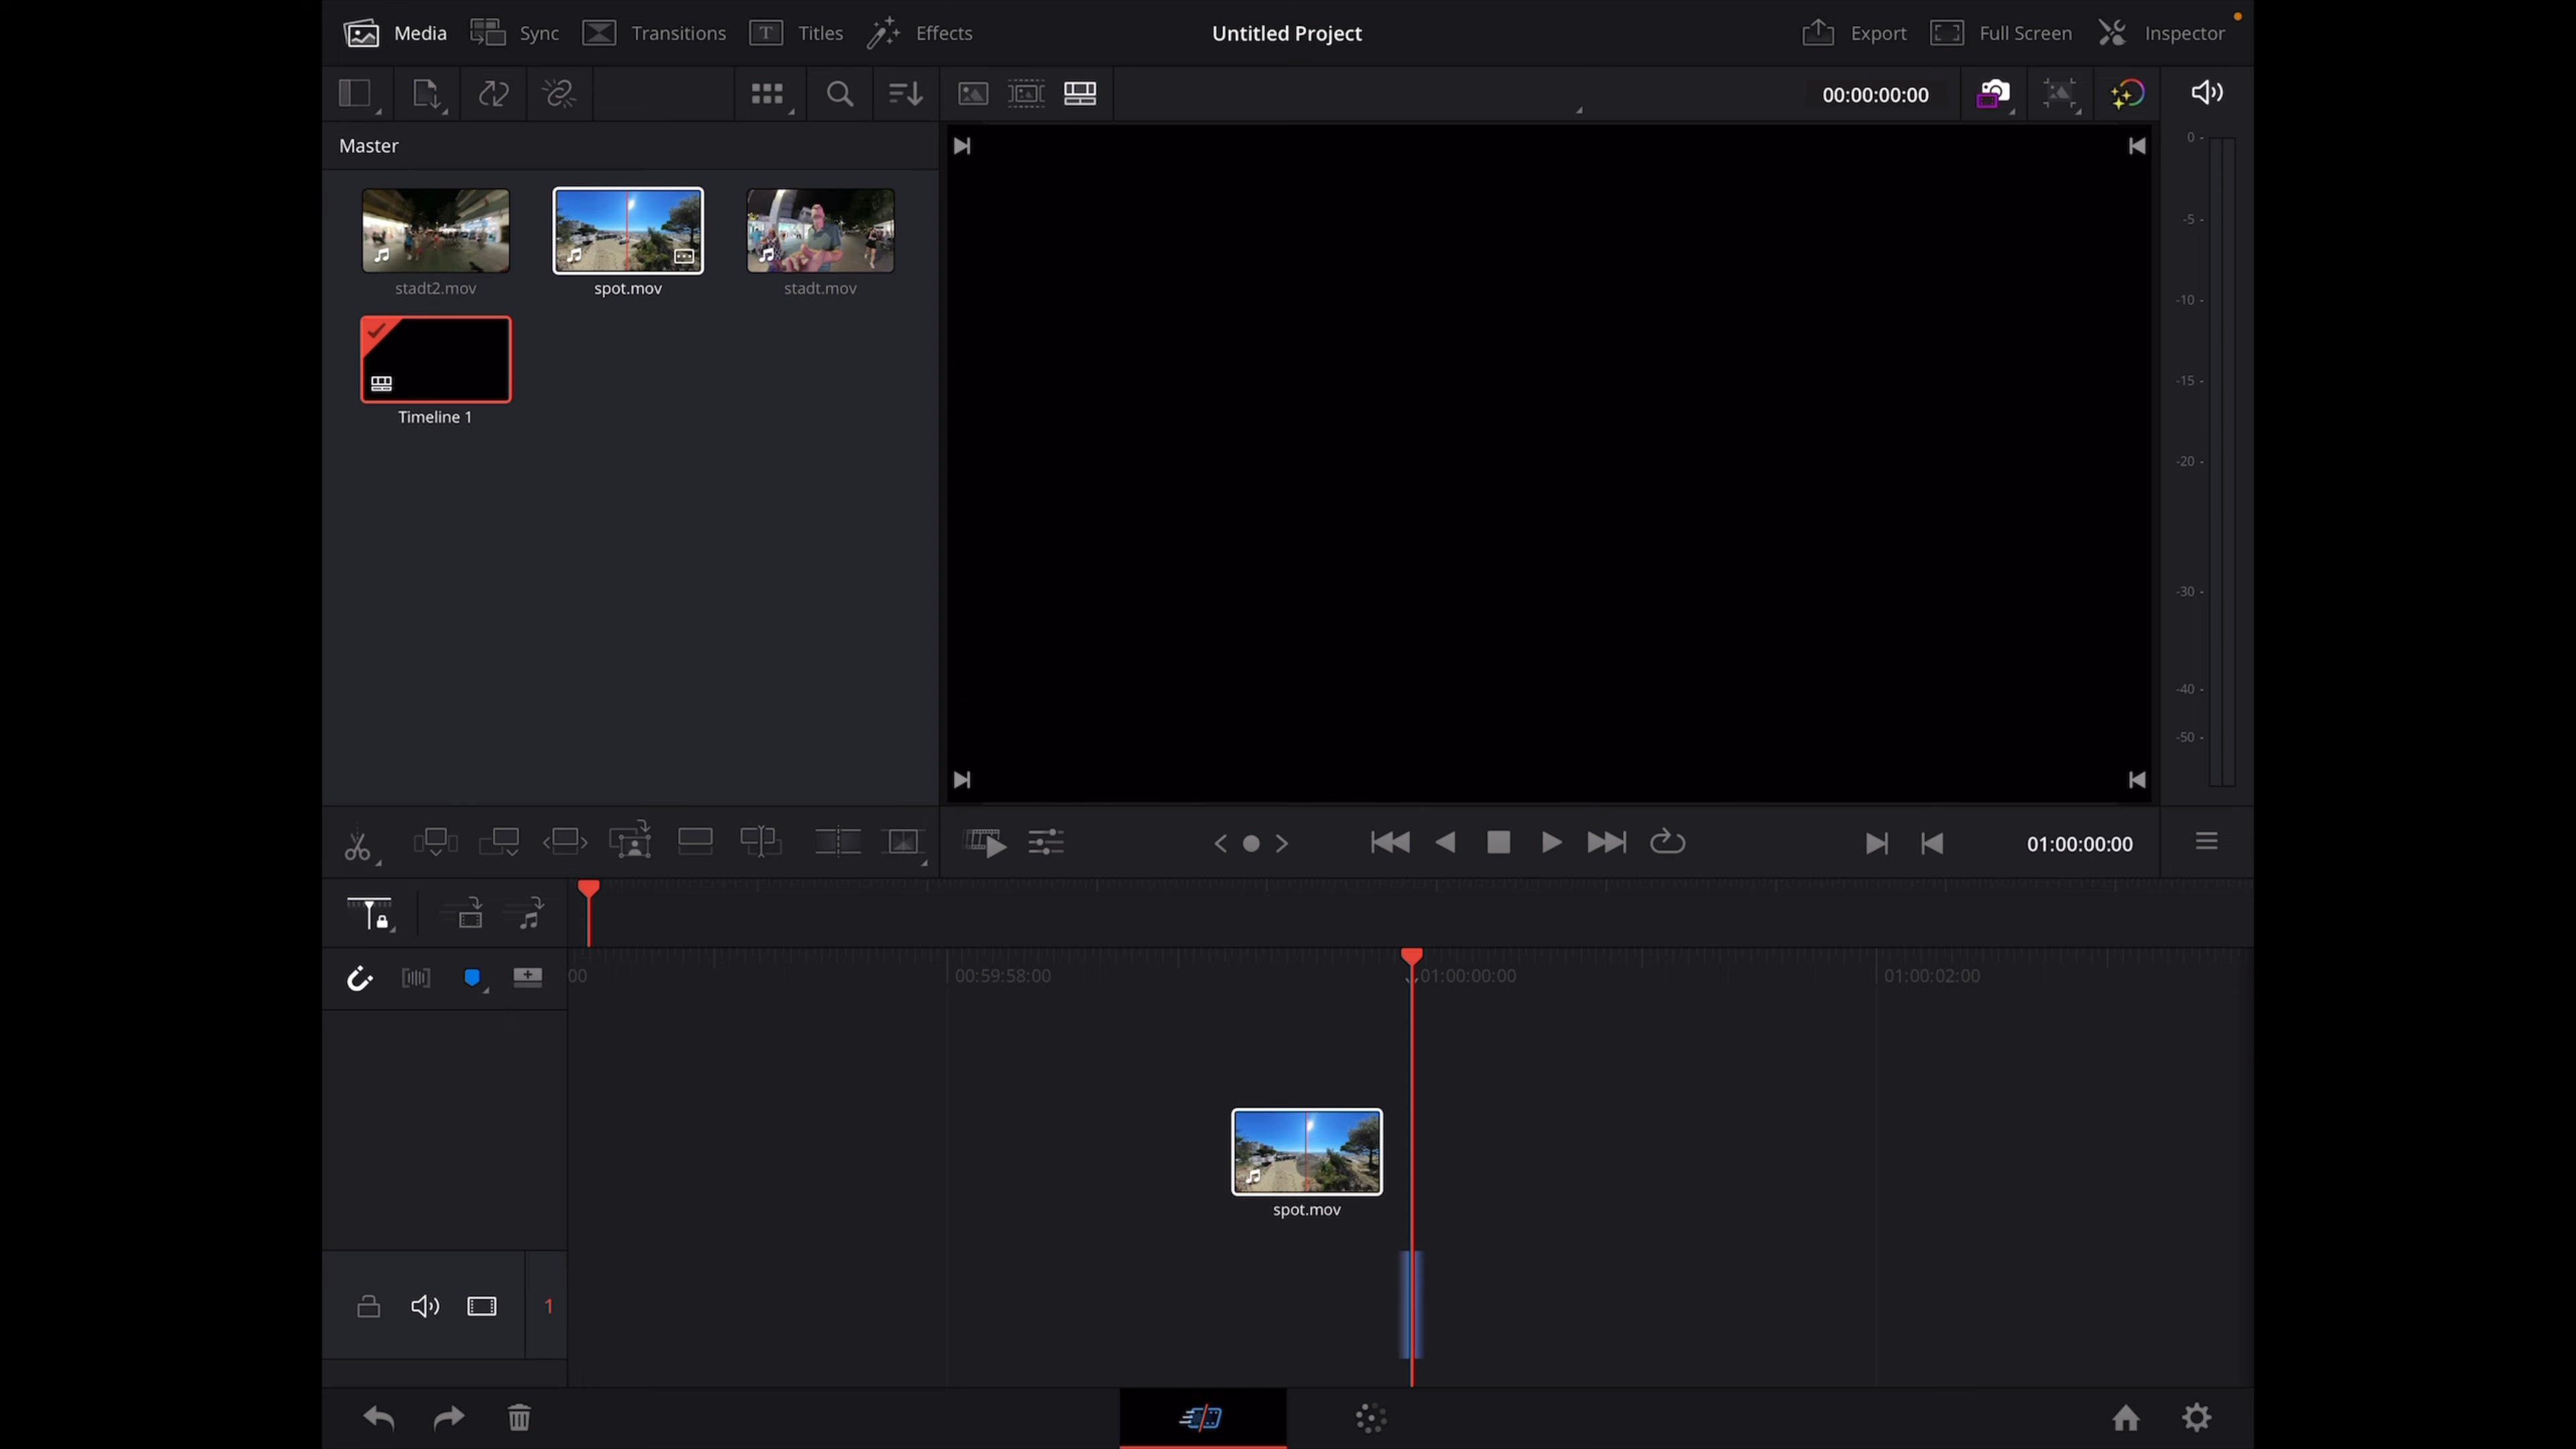 Media Sync Transitions Titles Effects Untitled Project Export Full Screen Inspector
00:00:00:00
Master
stadt2.mov spot.mov stadt.mov
Timeline 1
0
-5
-10
-15
-20
-30
-40
-50
01:00:00:00
00 00:59:58:00 01:00:00:00 01:00:02:00
spot.mov
1